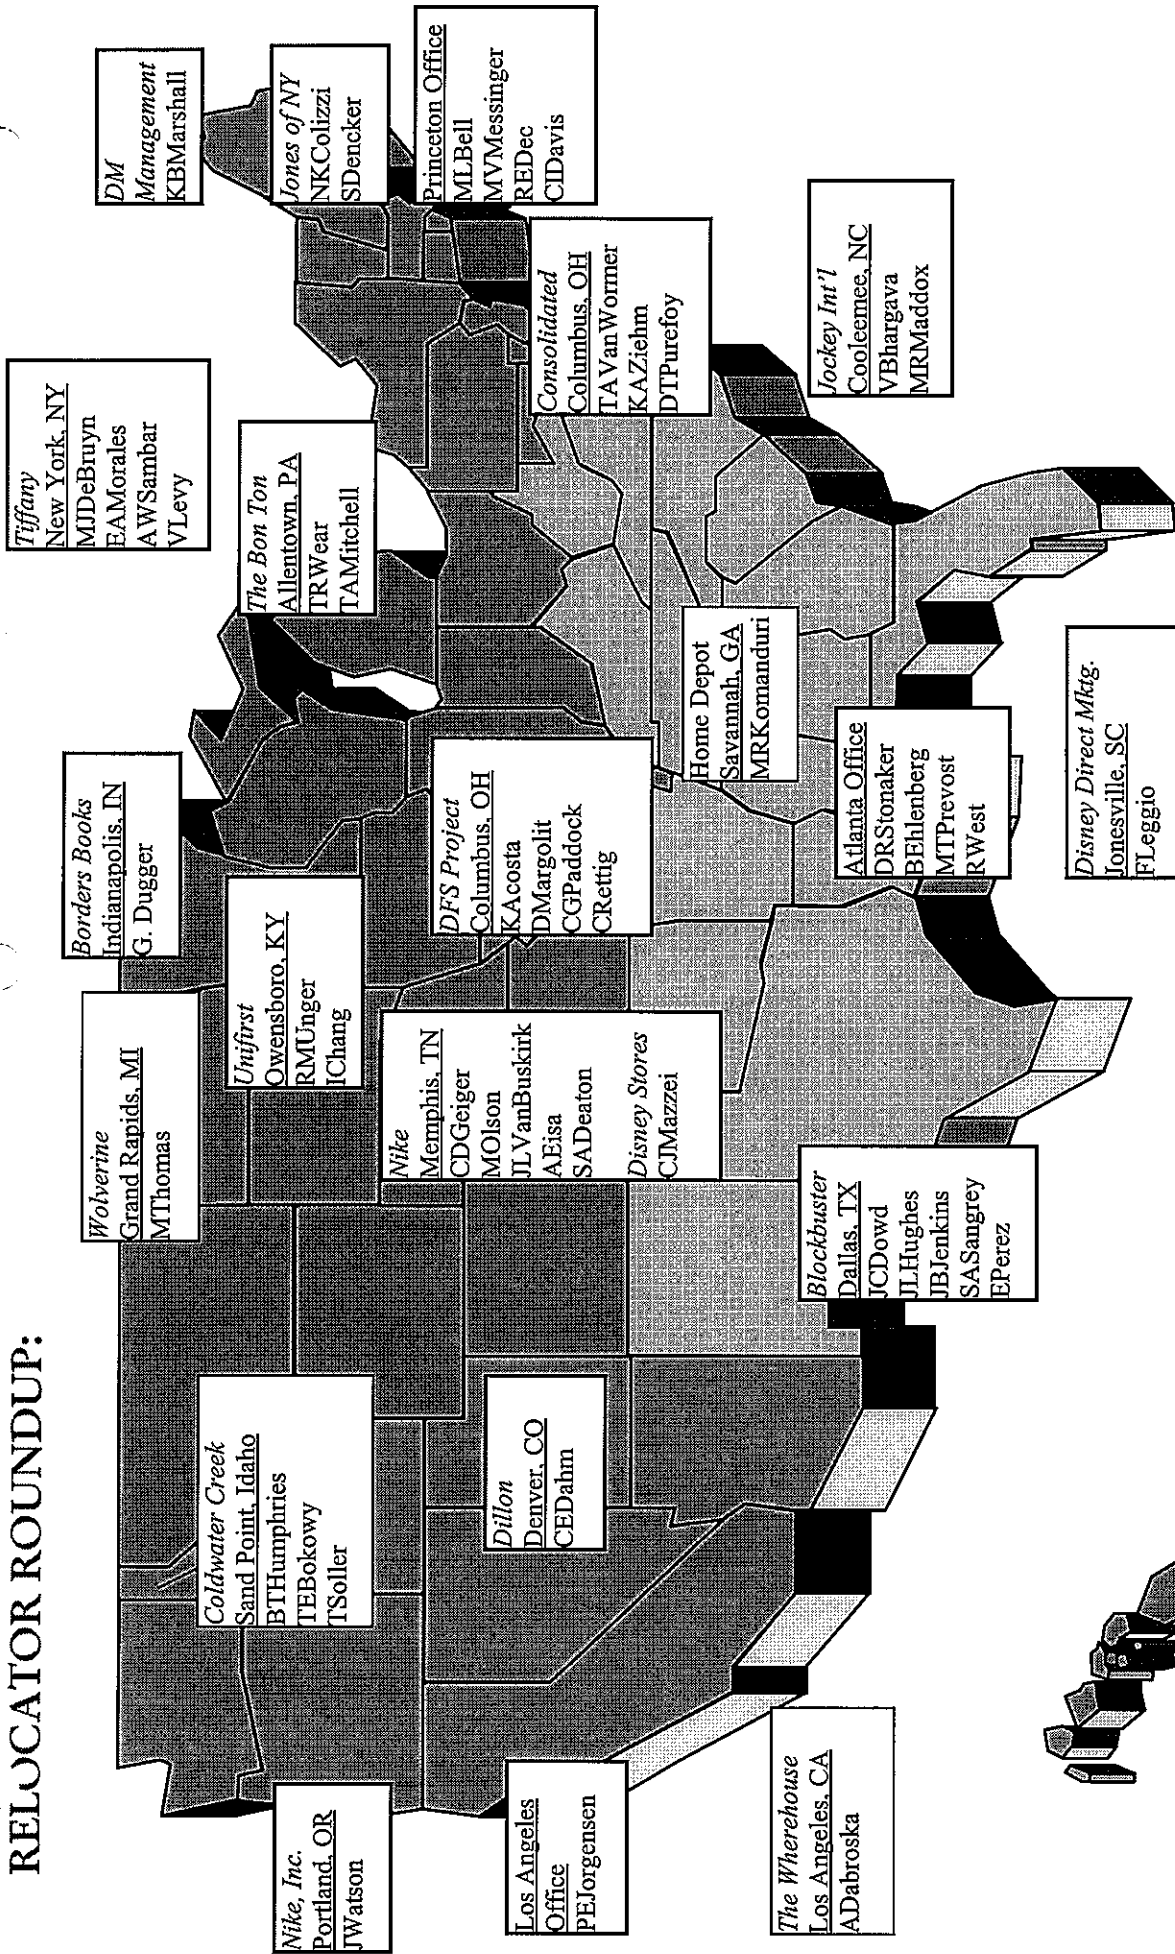 RELOCATOR ROUNDUP:
Nike, Inc.
Portland, OR
JWatson
Los Angeles
Office
PEJorgensen
The Wherehouse
Los Angeles, CA
ADabroska
Coldwater Creek
Sand Point, Idaho
BTHumphries
TEBokowy
TSoller
Dillon
Denver, CO
CEDahm
Wolverine
Grand Rapids, MI
MThomas
Unifirst
Owensboro, KY
RMUnger
IChang
Nike
Memphis, TN
CDGeiger
MOlson
JLVanBuskirk
AEisa
SADeaton
Disney Stores
CJMazzei
Blockbuster
Dallas, TX
JCDowd
JLHughes
JBJenkins
SASangrey
EPerez
Borders Books
Indianapolis, IN
G. Dugger
DFS Project
Columbus, OH
KAcosta
DMargolit
CGPaddock
CRettig
Home Depot
Savannah, GA
MRKomanduri
Atlanta Office
DRStonaker
BEhlenberg
MTPrevost
RWest
Disney Direct Mktg.
Jonesville, SC
FLeggio
Tiffany
New York, NY
MJDeBruyn
EAMorales
AWSambar
VLevy
The Bon Ton
Allentown, PA
TRWear
TAMitchell
Consolidated
Columbus, OH
TAVanWormer
KAZiehm
DTPurefoy
Jockey Int'l
Cooleemee, NC
VBhargava
MRMaddox
DM
Management
KBMarshall
Jones of NY
NKColizzi
SDencker
Princeton Office
MLBell
MVMessinger
REDec
CIDavis